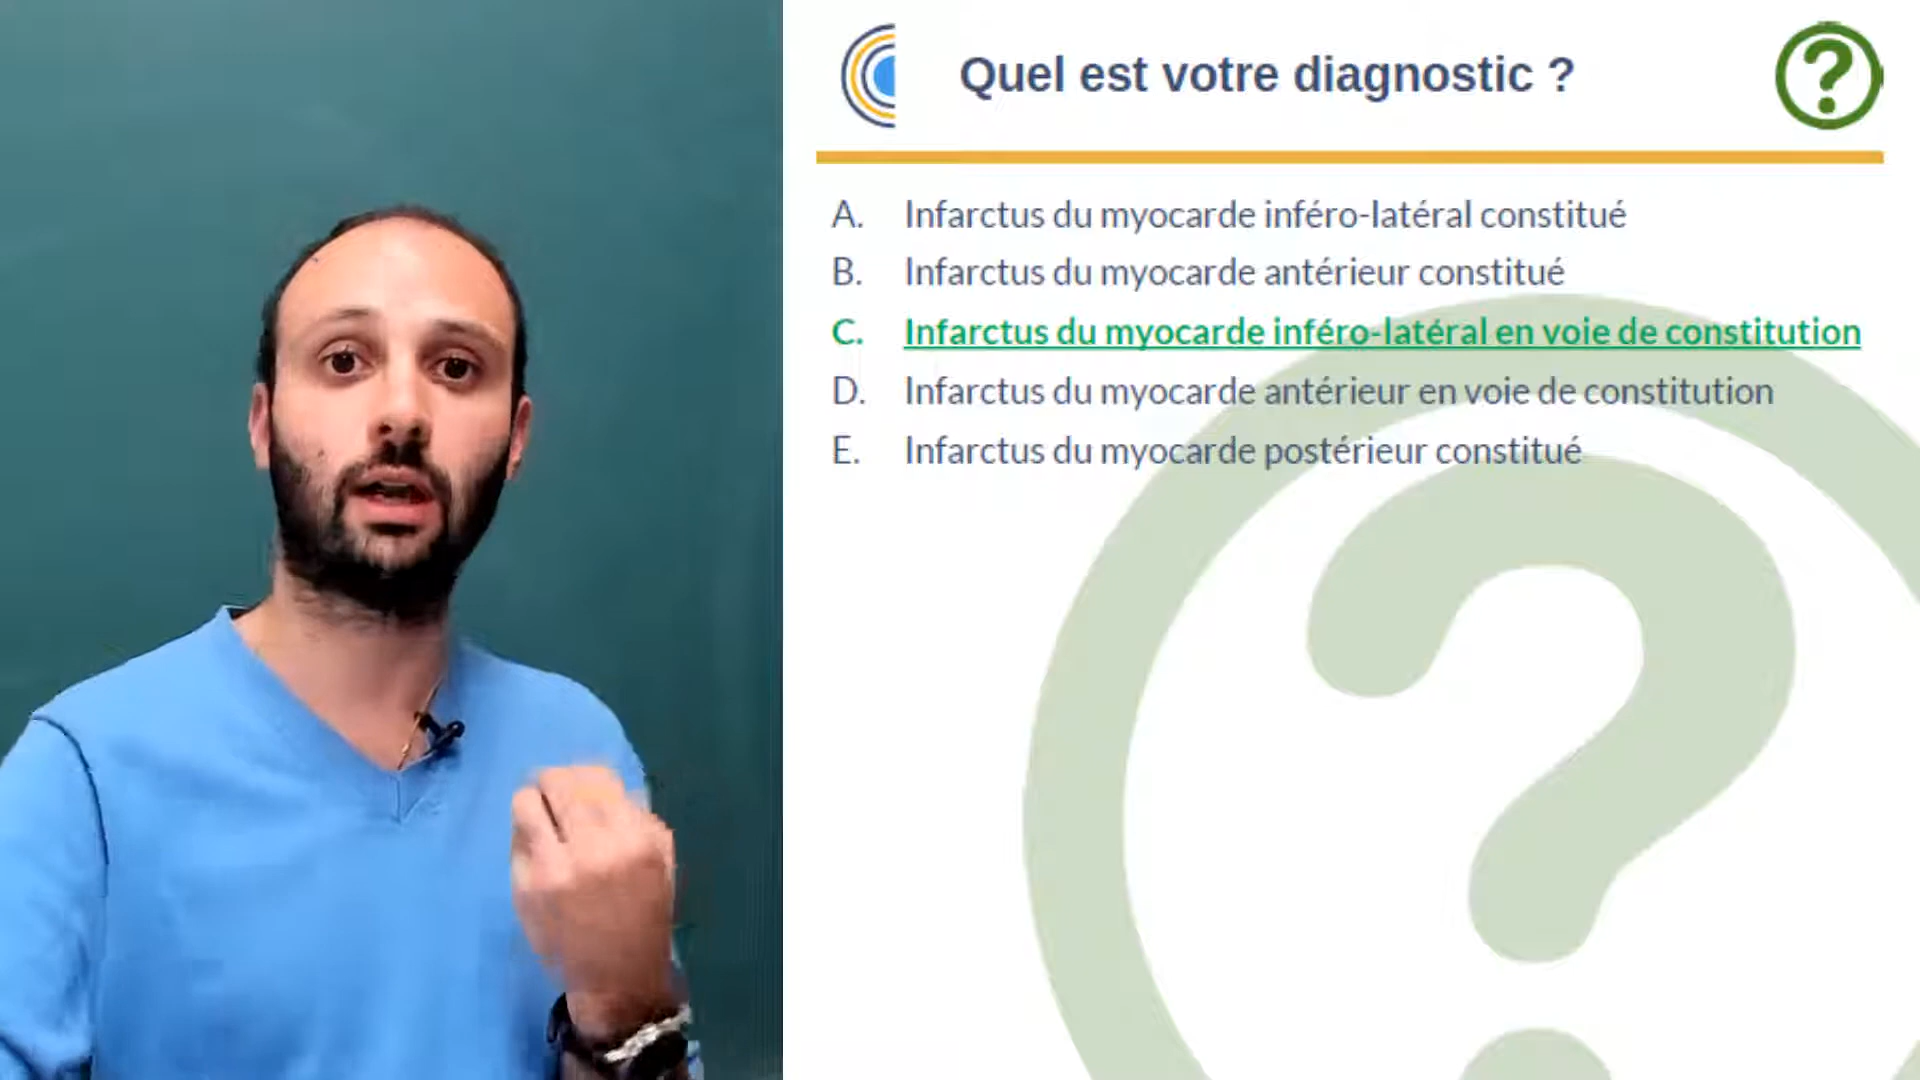 Quel est votre diagnostic ?
A. Infarctus du myocarde inféro-latéral constitué
B. Infarctus du myocarde antérieur constitué
C. Infarctus du myocarde inféro-latéral en voie de constitution
D. Infarctus du myocarde antérieur en voie de constitution
E. Infarctus du myocarde postérieur constitué